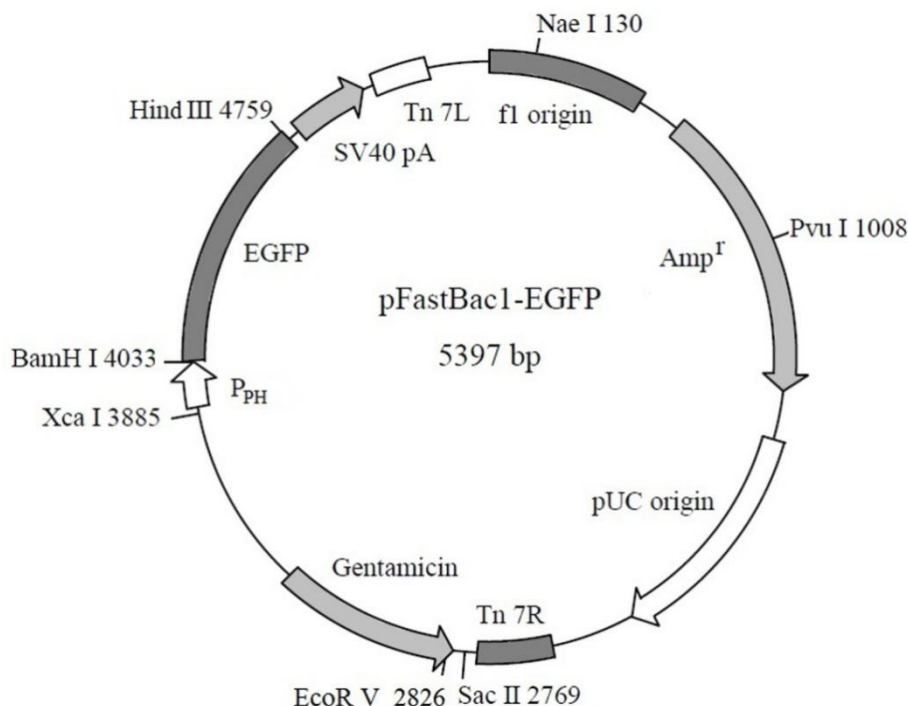 Nae I 130
Hind III 4759
Tn 7L
f1 origin
SV40 pA
Pvu I 1008
EGFP
Amp^r
pFastBac1-EGFP
5397 bp
BamH I 4033
P_PH
Xca I 3885
pUC origin
Gentamicin
Tn 7R
EcoR V 2826
Sac II 2769